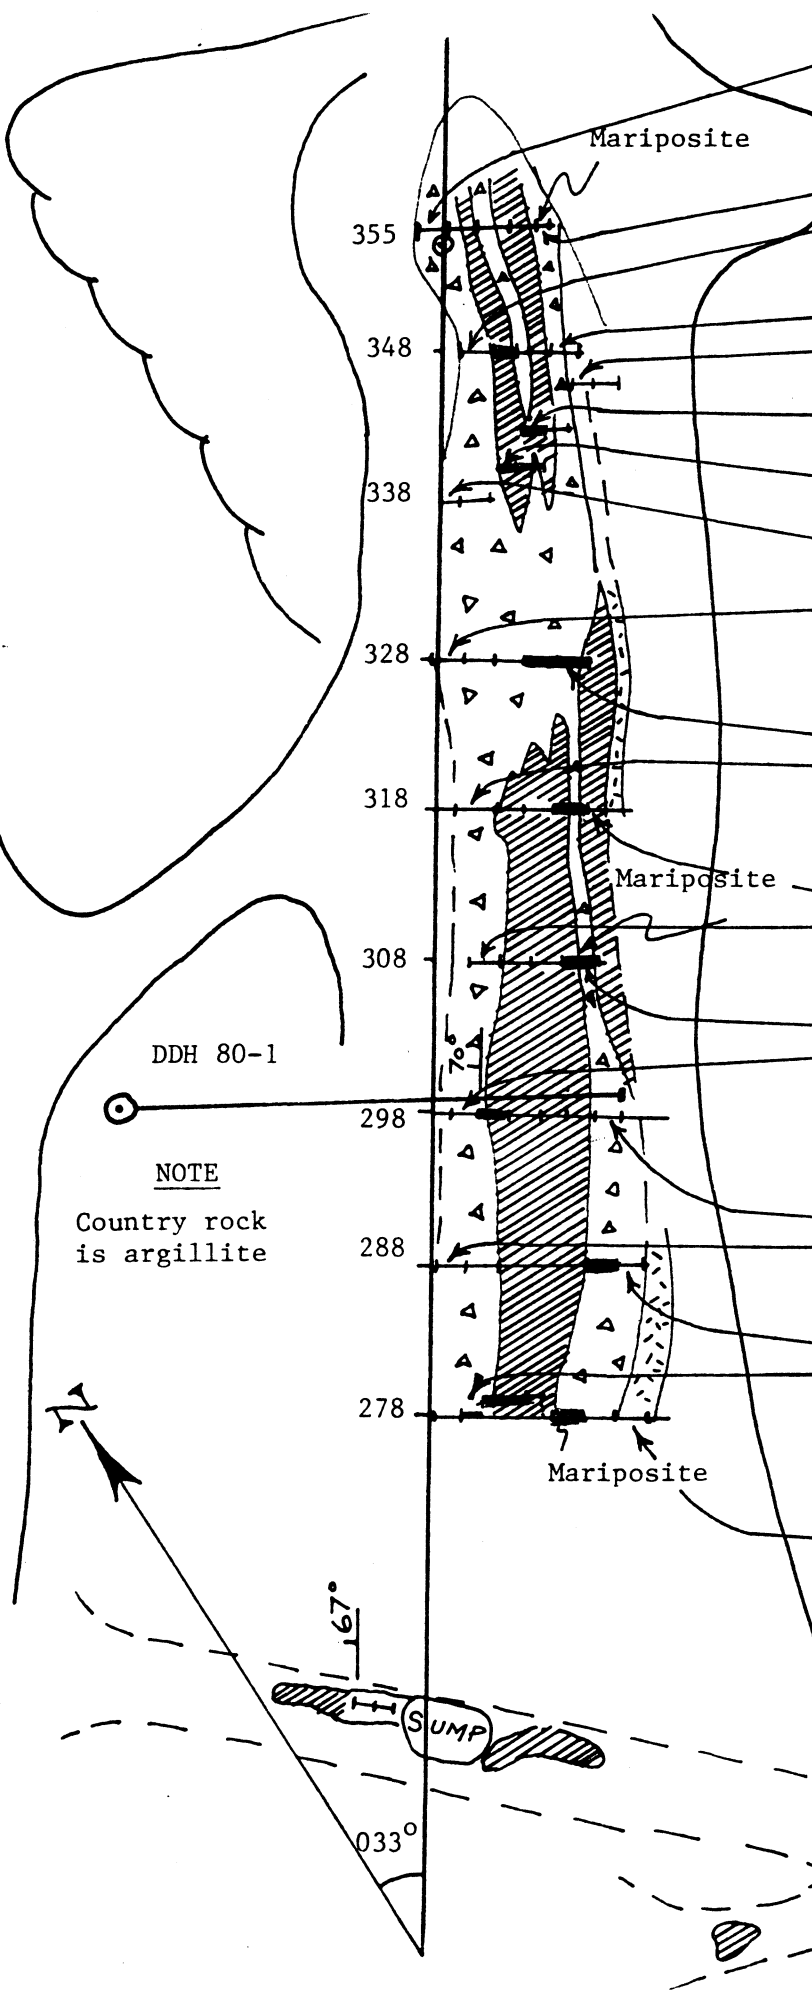 Mariposite
355
348
338
328
318
Mariposite
308
DDH 80-1
70°
298
NOTE
Country rock
is argillite
288
278
N
Mariposite
67°
SUMP
033°